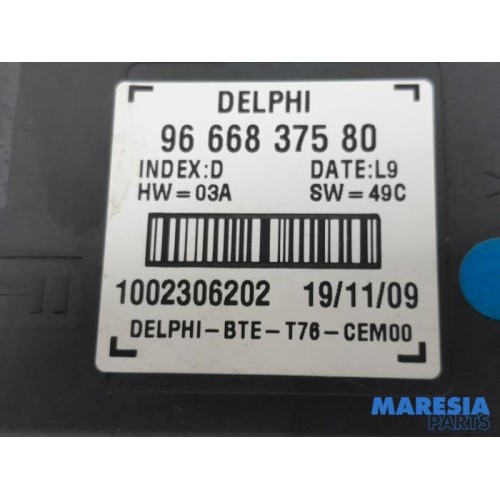 DELPHI
96 668 375 80
INDEX:D DATE:L9
HW=03A SW=49C
1002306202 19/11/09
DELPHI-BTE-T76-CEM00
MARESIA
PARTS